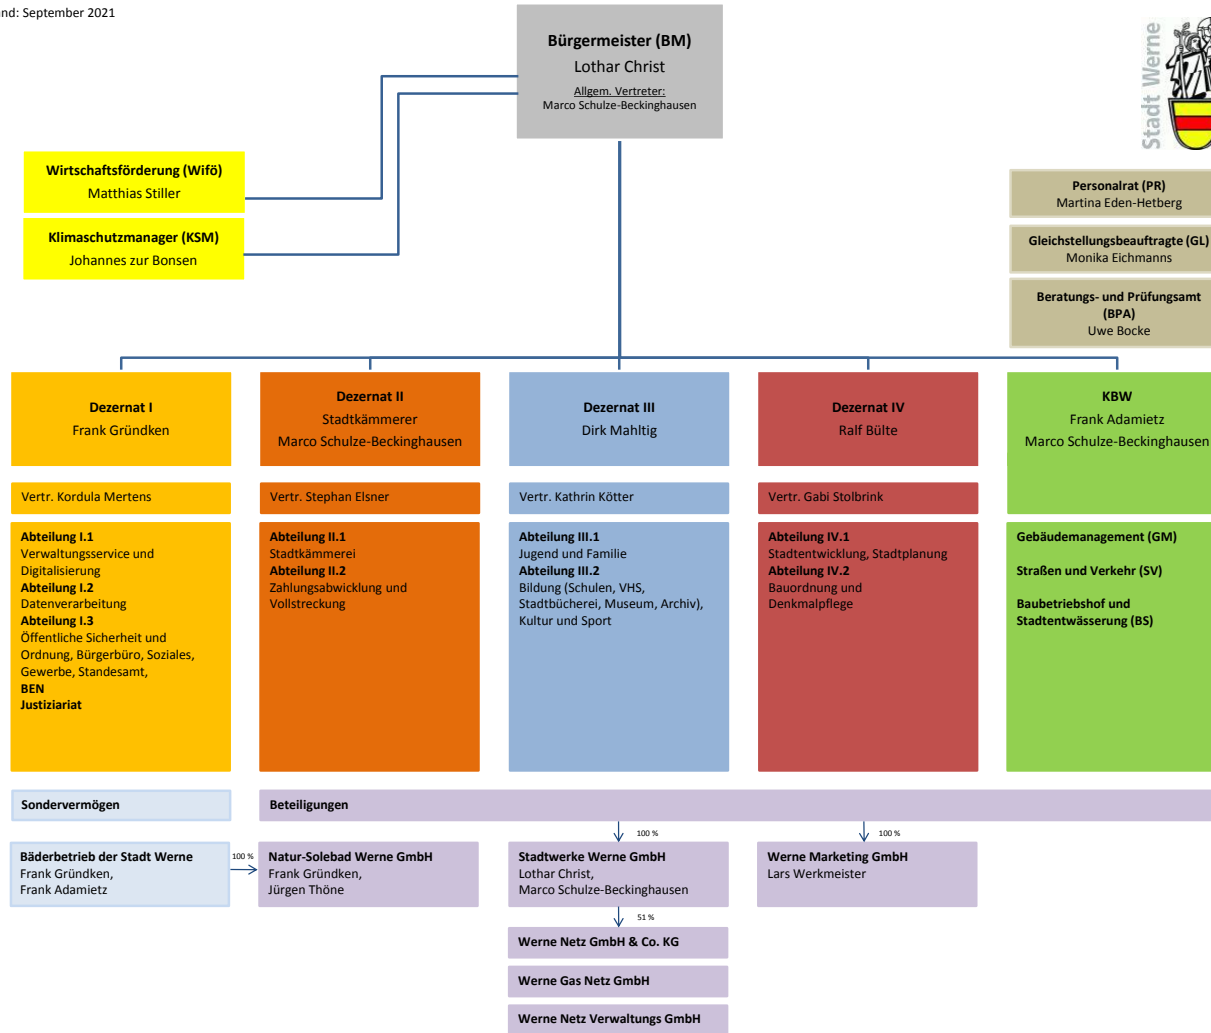 nd: September 2021
Bürgermeister (BM)
Lothar Christ
Allgem. Vertreter:
Marco Schulze-Beckinghausen
Stadt Werne
Wirtschaftsförderung (Wifö)
Matthias Stiller
Klimaschutzmanager (KSM)
Johannes zur Bonsen
Personalrat (PR)
Martina Eden-Hetberg
Gleichstellungsbeauftragte (GL)
Monika Eichmanns
Beratungs- und Prüfungsamt
(BPA)
Uwe Bocke
Dezernat I
Frank Gründken
Vertr. Kordula Mertens
Abteilung I.1
Verwaltungsservice und
Digitalisierung
Abteilung I.2
Datenverarbeitung
Abteilung I.3
Öffentliche Sicherheit und
Ordnung, Bürgerbüro, Soziales,
Gewerbe, Standesamt,
BEN
Justiziariat
Dezernat II
Stadtkämmerer
Marco Schulze-Beckinghausen
Vertr. Stephan Elsner
Abteilung II.1
Stadtkämmerei
Abteilung II.2
Zahlungsabwicklung und
Vollstreckung
Dezernat III
Dirk Mahltig
Vertr. Kathrin Kötter
Abteilung III.1
Jugend und Familie
Abteilung III.2
Bildung (Schulen, VHS,
Stadtbücherei, Museum, Archiv),
Kultur und Sport
Dezernat IV
Ralf Bülte
Vertr. Gabi Stolbrink
Abteilung IV.1
Stadtentwicklung, Stadtplanung
Abteilung IV.2
Bauordnung und
Denkmalpflege
KBW
Frank Adamietz
Marco Schulze-Beckinghausen
Gebäudemanagement (GM)
Straßen und Verkehr (SV)
Baubetriebshof und
Stadtentwässerung (BS)
Sondervermögen
Beteiligungen
100 %
100 %
Bäderbetrieb der Stadt Werne
Frank Gründken,
Frank Adamietz
100 %
Natur-Solebad Werne GmbH
Frank Gründken,
Jürgen Thöne
Stadtwerke Werne GmbH
Lothar Christ,
Marco Schulze-Beckinghausen
Werne Marketing GmbH
Lars Werkmeister
51 %
Werne Netz GmbH & Co. KG
Werne Gas Netz GmbH
Werne Netz Verwaltungs GmbH